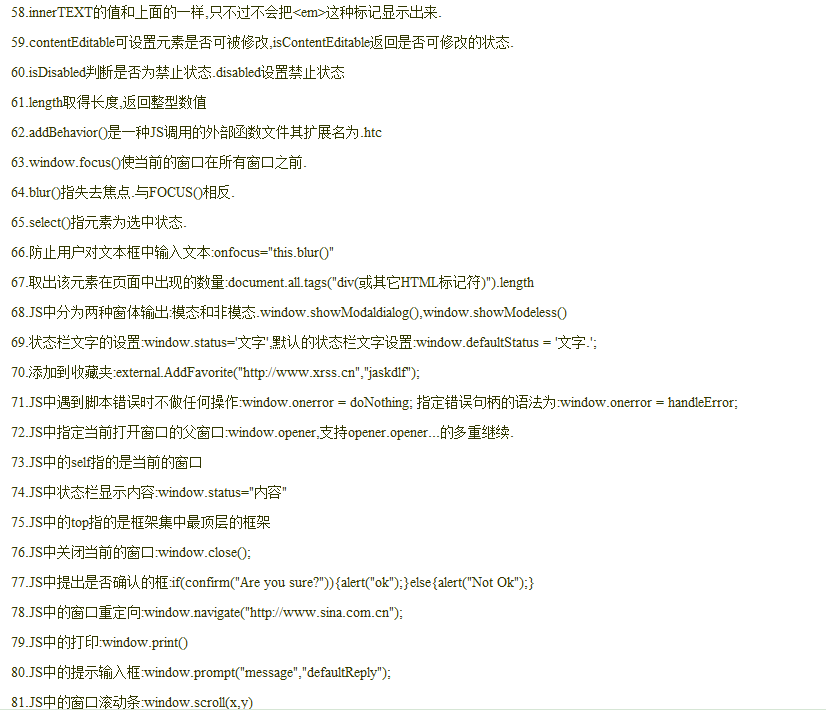 58.innerTEXT的值和上面的一样,只不过不会把<em>这种标记显示出来.
59.contentEditable可设置元素是否可被修改,isContentEditable返回是否可修改的状态.
60.isDisabled判断是否为禁止状态.disabled设置禁止状态
61.length取得长度,返回整型数值
62.addBehavior()是一种JS调用的外部函数文件其扩展名为.htc
63.window.focus()使当前的窗口在所有窗口之前.
64.blur()指失去焦点.与FOCUS()相反.
65.select()指元素为选中状态.
66.防止用户对文本框中输入文本:onfocus="this.blur()"
67.取出该元素在页面中出现的数量:document.all.tags("div(或其它HTML标记符)").length
68.JS中分为两种窗体输出:模态和非模态.window.showModaldialog(),window.showModeless()
69.状态栏文字的设置:window.status='文字',默认的状态栏文字设置:window.defaultStatus = '文字.';
70.添加到收藏夹:external.AddFavorite("http://www.xrss.cn","jaskdlf");
71.JS中遇到脚本错误时不做任何操作:window.onerror = doNothing; 指定错误句柄的语法为:window.onerror = handleError;
72.JS中指定当前打开窗口的父窗口:window.opener,支持opener.opener...的多重继续.
73.JS中的self指的是当前的窗口
74.JS中状态栏显示内容:window.status="内容"
75.JS中的top指的是框架集中最顶层的框架
76.JS中关闭当前的窗口:window.close();
77.JS中提出是否确认的框:if(confirm("Are you sure?")){alert("ok");}else{alert("Not Ok");}
78.JS中的窗口重定向:window.navigate("http://www.sina.com.cn");
79.JS中的打印:window.print()
80.JS中的提示输入框:window.prompt("message","defaultReply");
81.JS中的窗口滚动条:window.scroll(x,y)